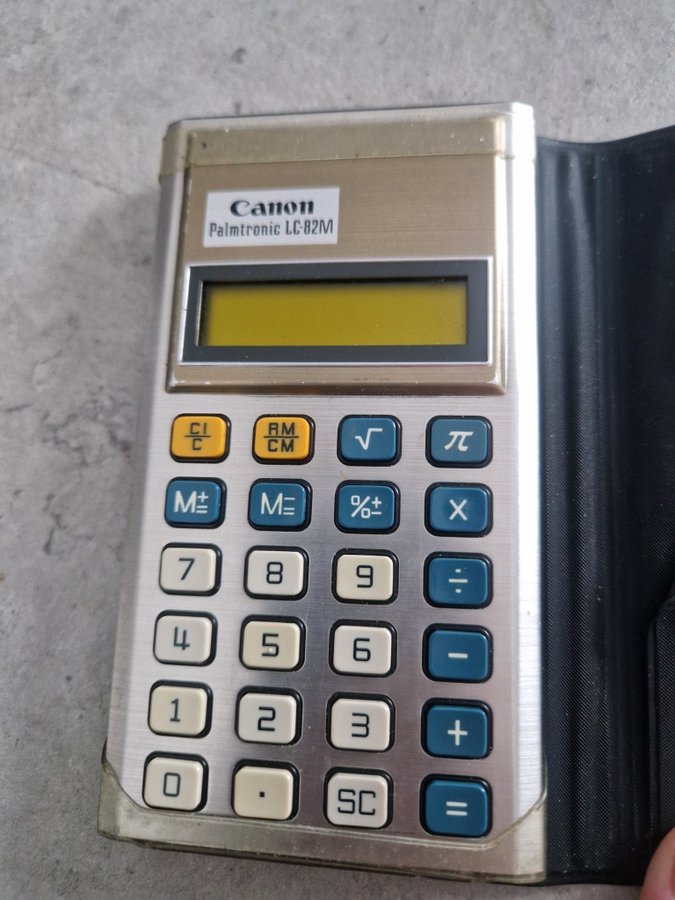 Canon
Palmtronic LC-82M
CI/C RM/CM √ π
M±= M-= %± ×
7 8 9 ÷
4 5 6 −
1 2 3 +
0 . SC =